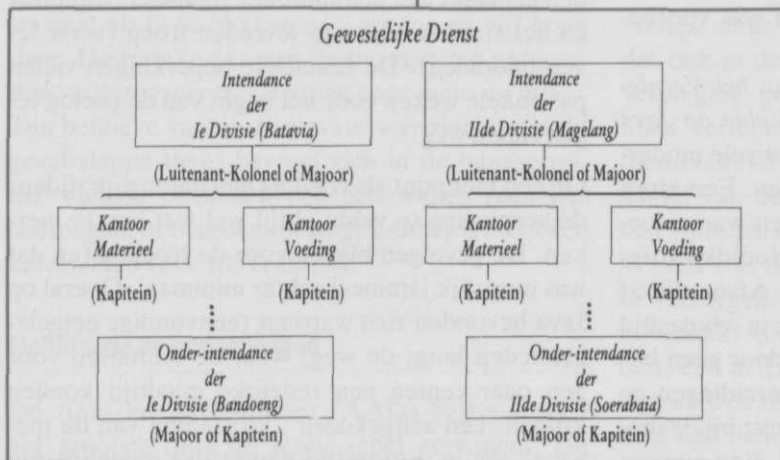 Gewestelijke Dienst
Intendance
der
Ie Divisie (Batavia)
(Luitenant-Kolonel of Majoor)
Kantoor
Materieel
(Kapitein)
Kantoor
Voeding
(Kapitein)
Onder-intendance
der
Ie Divisie (Bandoeng)
(Majoor of Kapitein)
Intendance
der
IIde Divisie (Magelang)
(Luitenant-Kolonel of Majoor)
Kantoor
Materieel
(Kapitein)
Kantoor
Voeding
(Kapitein)
Onder-intendance
der
IIde Divisie (Soerabaia)
(Majoor of Kapitein)